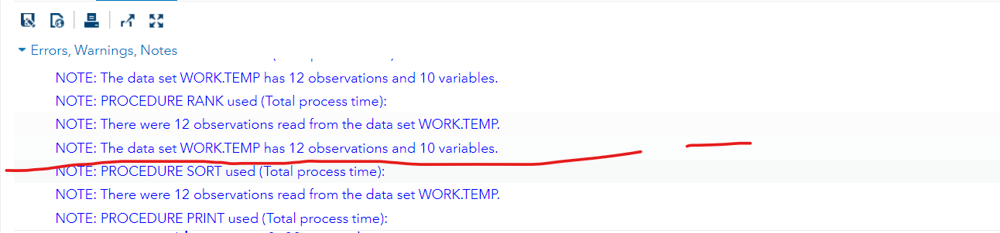 Errors, Warnings, Notes
NOTE: The data set WORK.TEMP has 12 observations and 10 variables.
NOTE: PROCEDURE RANK used (Total process time):
NOTE: There were 12 observations read from the data set WORK.TEMP.
NOTE: The data set WORK.TEMP has 12 observations and 10 variables.
NOTE: PROCEDURE SORT used (Total process time):
NOTE: There were 12 observations read from the data set WORK.TEMP.
NOTE: PROCEDURE PRINT used (Total process time):